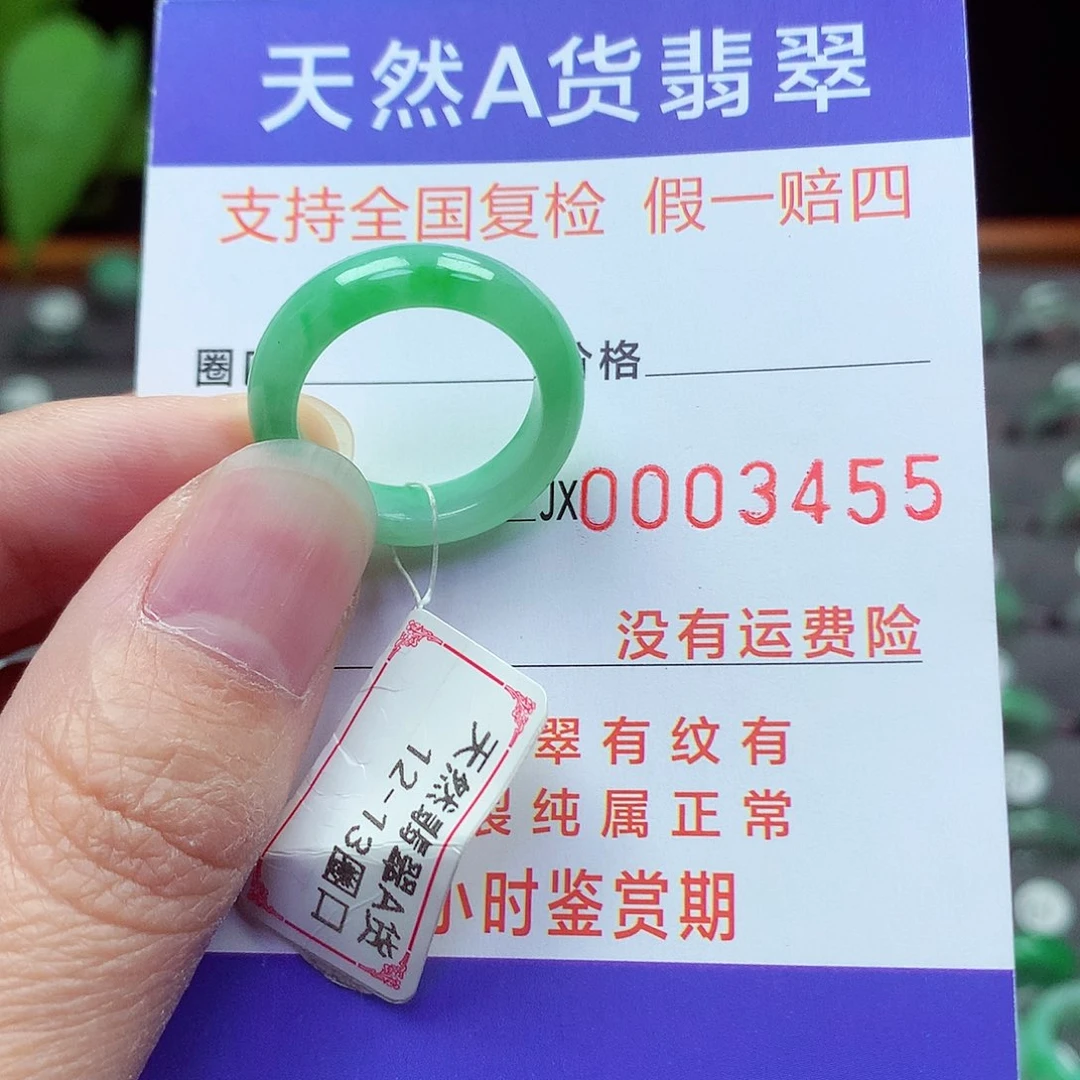 天然A货翡翠
支持全国复检 假一赔四
圈 价格
JX0003455
没有运费险
翠有纹有
裂纯属正常
小时鉴赏期
天然翡翠A货
12-13圈口